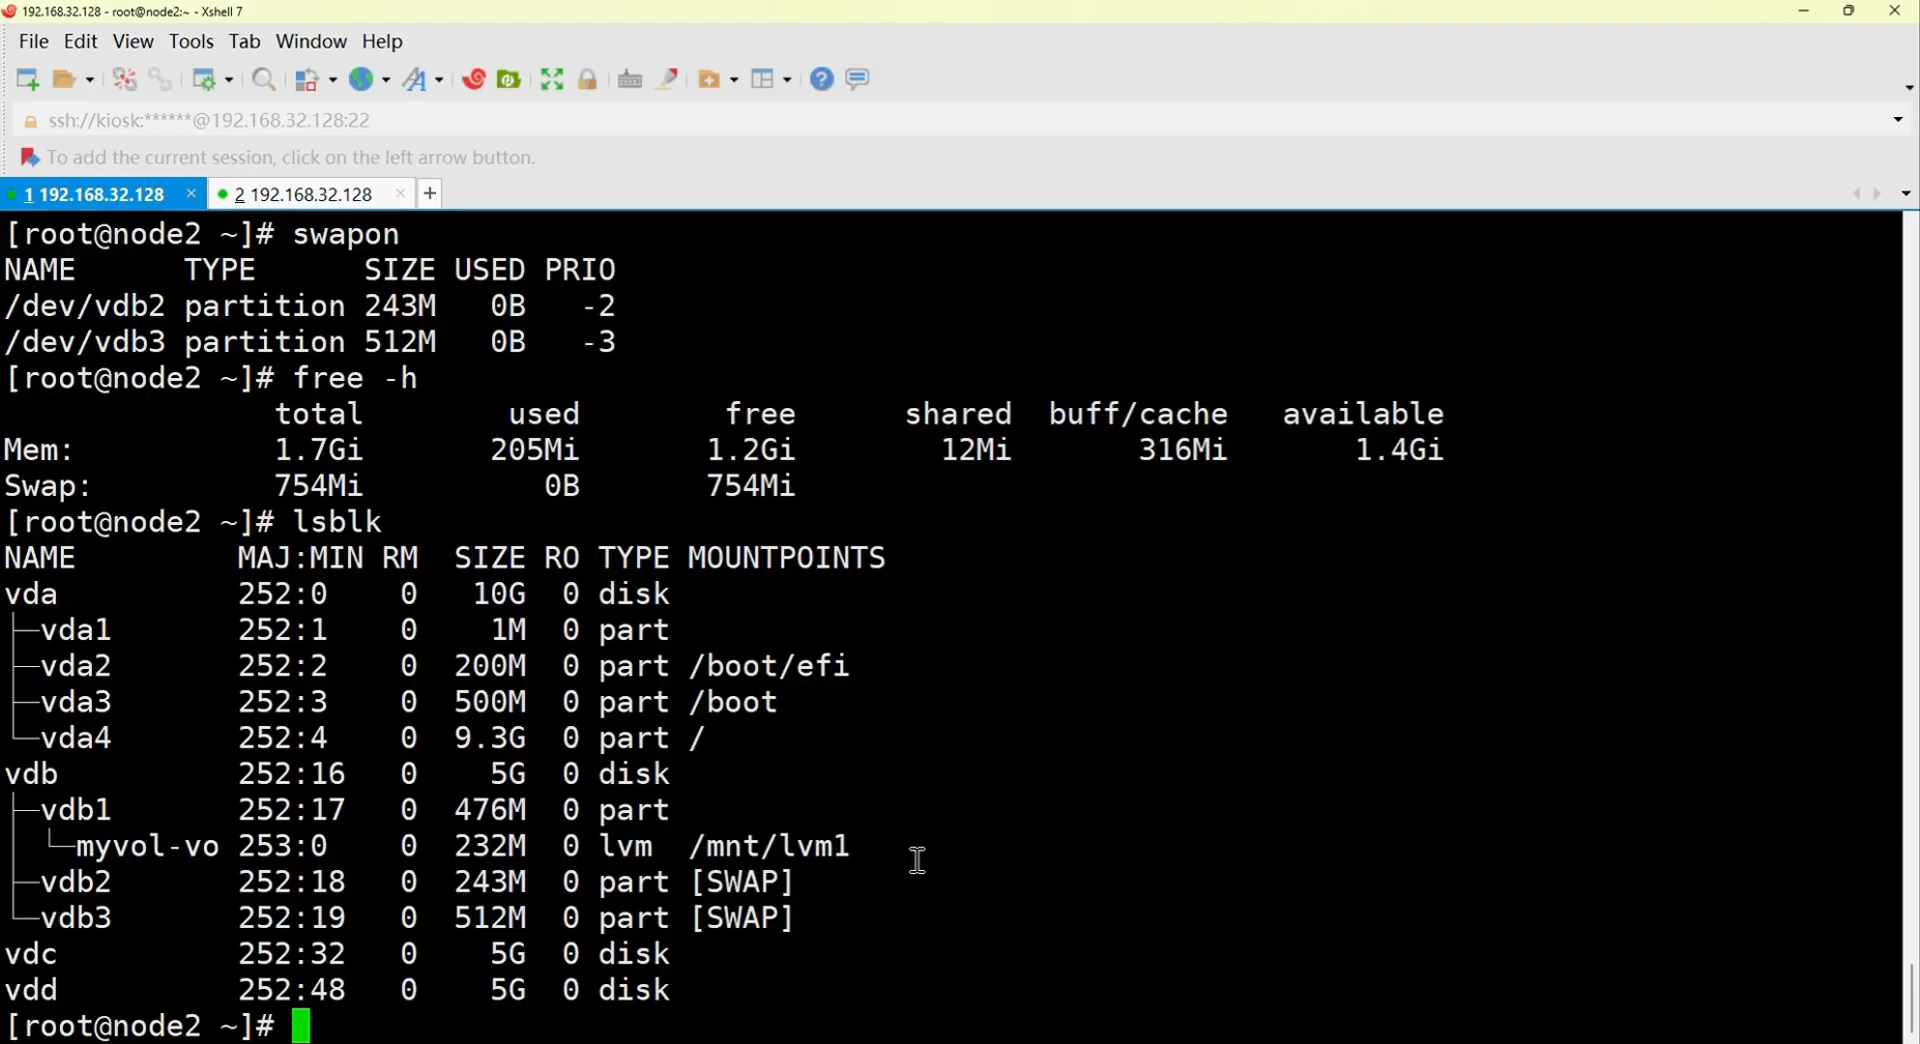 192.168.32.128 - root@node2:~ - Xshell 7
File Edit View Tools Tab Window Help
ssh://kiosk:******@192.168.32.128:22
To add the current session, click on the left arrow button.
1 192.168.32.128 × 2 192.168.32.128 × +
[root@node2 ~]# swapon
NAME      TYPE      SIZE USED PRIO
/dev/vdb2 partition 243M   0B   -2
/dev/vdb3 partition 512M   0B   -3
[root@node2 ~]# free -h
               total        used        free      shared  buff/cache   available
Mem:           1.7Gi       205Mi       1.2Gi        12Mi       316Mi       1.4Gi
Swap:          754Mi          0B       754Mi
[root@node2 ~]# lsblk
NAME         MAJ:MIN RM  SIZE RO TYPE MOUNTPOINTS
vda          252:0    0   10G  0 disk
├─vda1       252:1    0    1M  0 part
├─vda2       252:2    0  200M  0 part /boot/efi
├─vda3       252:3    0  500M  0 part /boot
└─vda4       252:4    0  9.3G  0 part /
vdb          252:16   0    5G  0 disk
├─vdb1       252:17   0  476M  0 part
│ └─myvol-vo 253:0    0  232M  0 lvm  /mnt/lvm1
├─vdb2       252:18   0  243M  0 part [SWAP]
└─vdb3       252:19   0  512M  0 part [SWAP]
vdc          252:32   0    5G  0 disk
vdd          252:48   0    5G  0 disk
[root@node2 ~]#